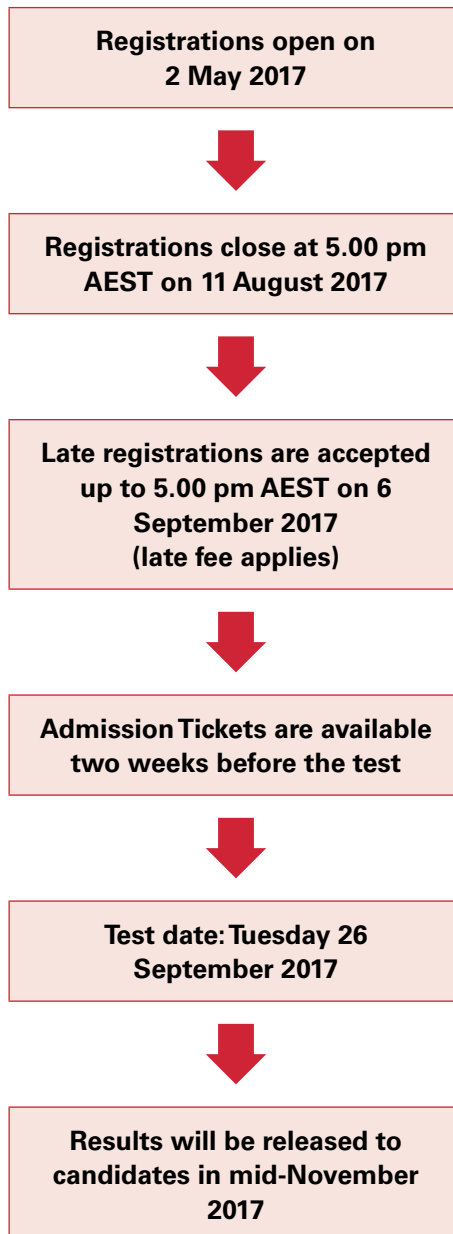 Registrations open on
2 May 2017
Registrations close at 5.00 pm
AEST on 11 August 2017
Late registrations are accepted
up to 5.00 pm AEST on 6
September 2017
(late fee applies)
Admission Tickets are available
two weeks before the test
Test date: Tuesday 26
September 2017
Results will be released to
candidates in mid-November
2017